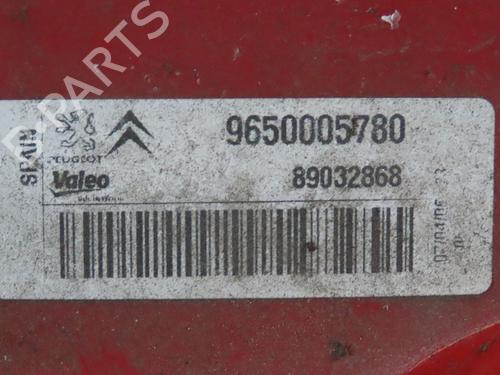 B-PARTS
SPAIN
PEUGEOT
9650005780
Valeo
89032868